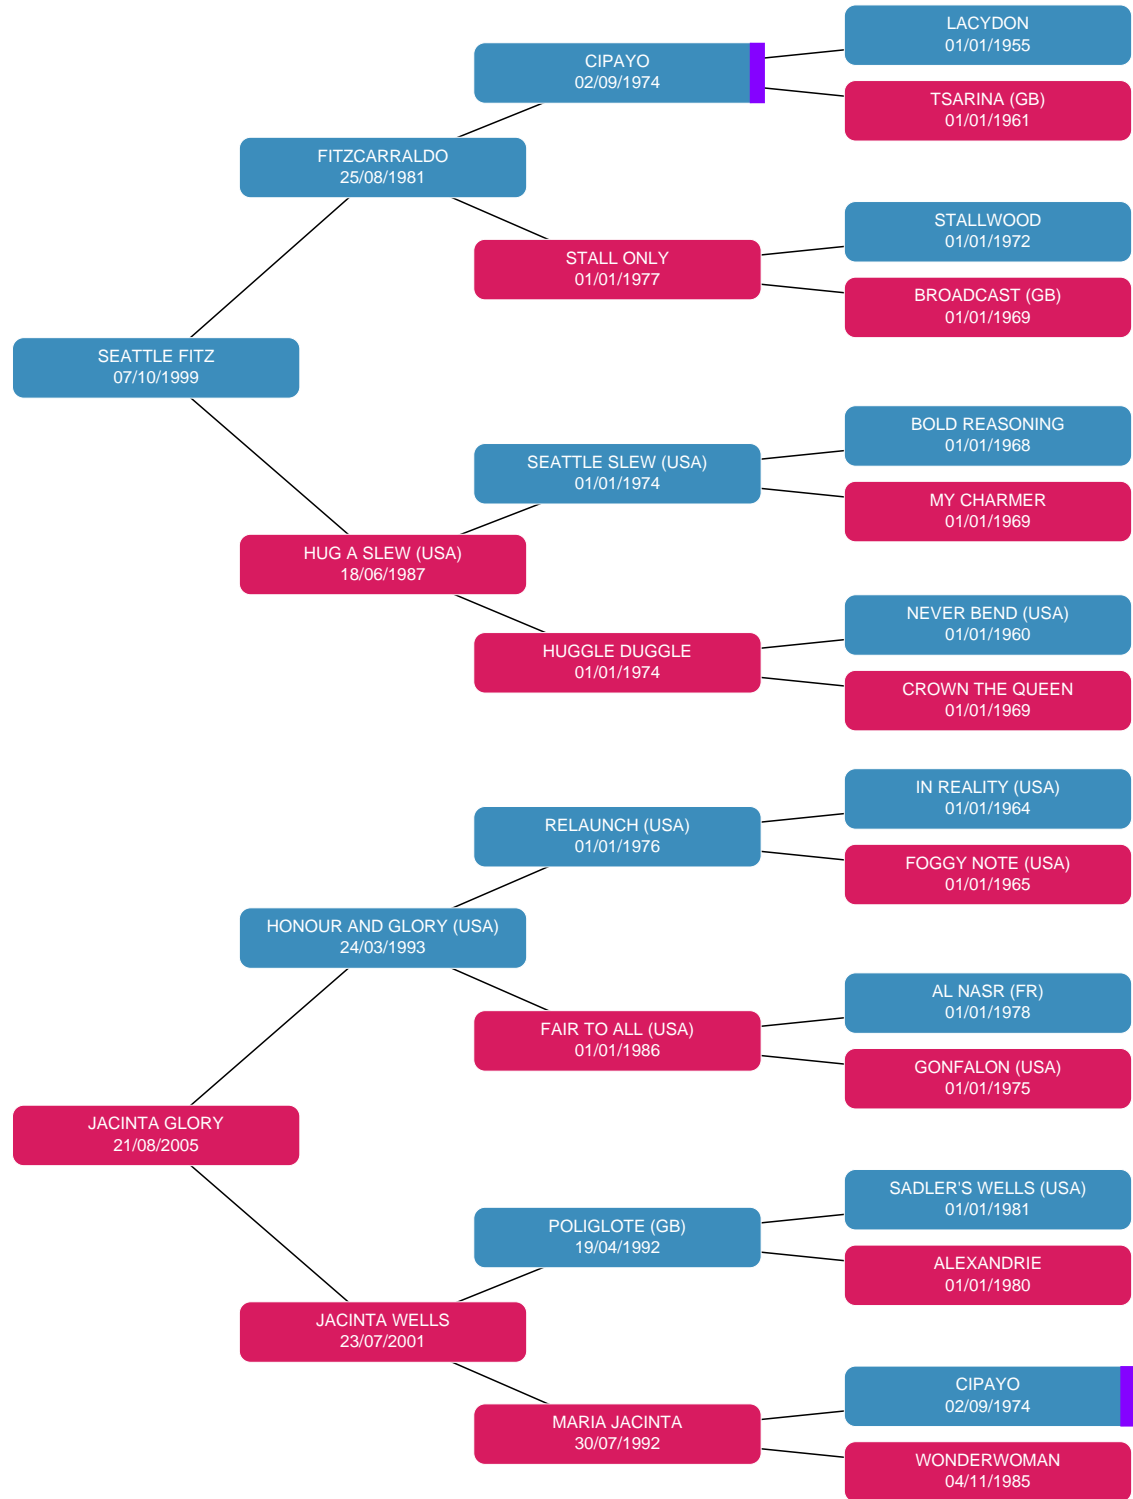 LACYDON
01/01/1955
CIPAYO
02/09/1974
TSARINA (GB)
01/01/1961
FITZCARRALDO
25/08/1981
STALLWOOD
01/01/1972
STALL ONLY
01/01/1977
BROADCAST (GB)
01/01/1969
SEATTLE FITZ
07/10/1999
BOLD REASONING
01/01/1968
SEATTLE SLEW (USA)
01/01/1974
MY CHARMER
01/01/1969
HUG A SLEW (USA)
18/06/1987
NEVER BEND (USA)
01/01/1960
HUGGLE DUGGLE
01/01/1974
CROWN THE QUEEN
01/01/1969
IN REALITY (USA)
01/01/1964
RELAUNCH (USA)
01/01/1976
FOGGY NOTE (USA)
01/01/1965
HONOUR AND GLORY (USA)
24/03/1993
AL NASR (FR)
01/01/1978
FAIR TO ALL (USA)
01/01/1986
GONFALON (USA)
01/01/1975
JACINTA GLORY
21/08/2005
SADLER'S WELLS (USA)
01/01/1981
POLIGLOTE (GB)
19/04/1992
ALEXANDRIE
01/01/1980
JACINTA WELLS
23/07/2001
CIPAYO
02/09/1974
MARIA JACINTA
30/07/1992
WONDERWOMAN
04/11/1985